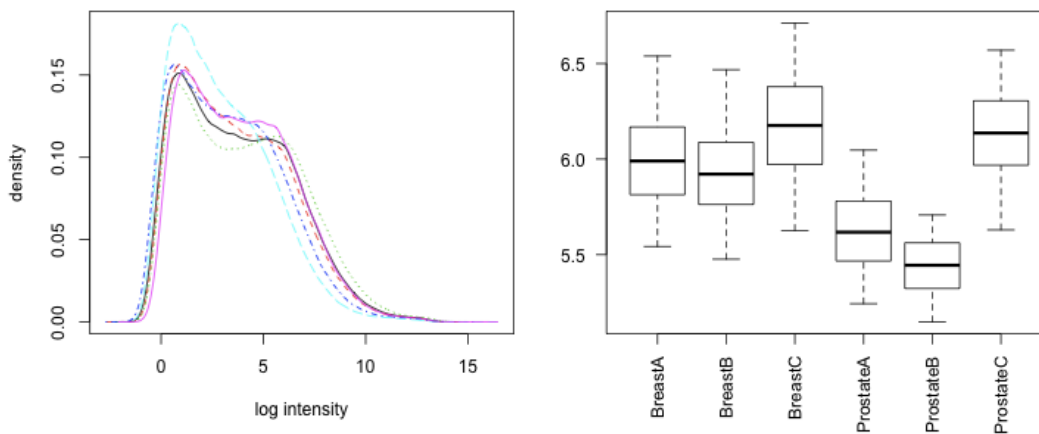 density
0.15
0.10
0.05
0.00
0 5 10 15
log intensity
6.5
6.0
5.5
BreastA
BreastB
BreastC
ProstateA
ProstateB
ProstateC